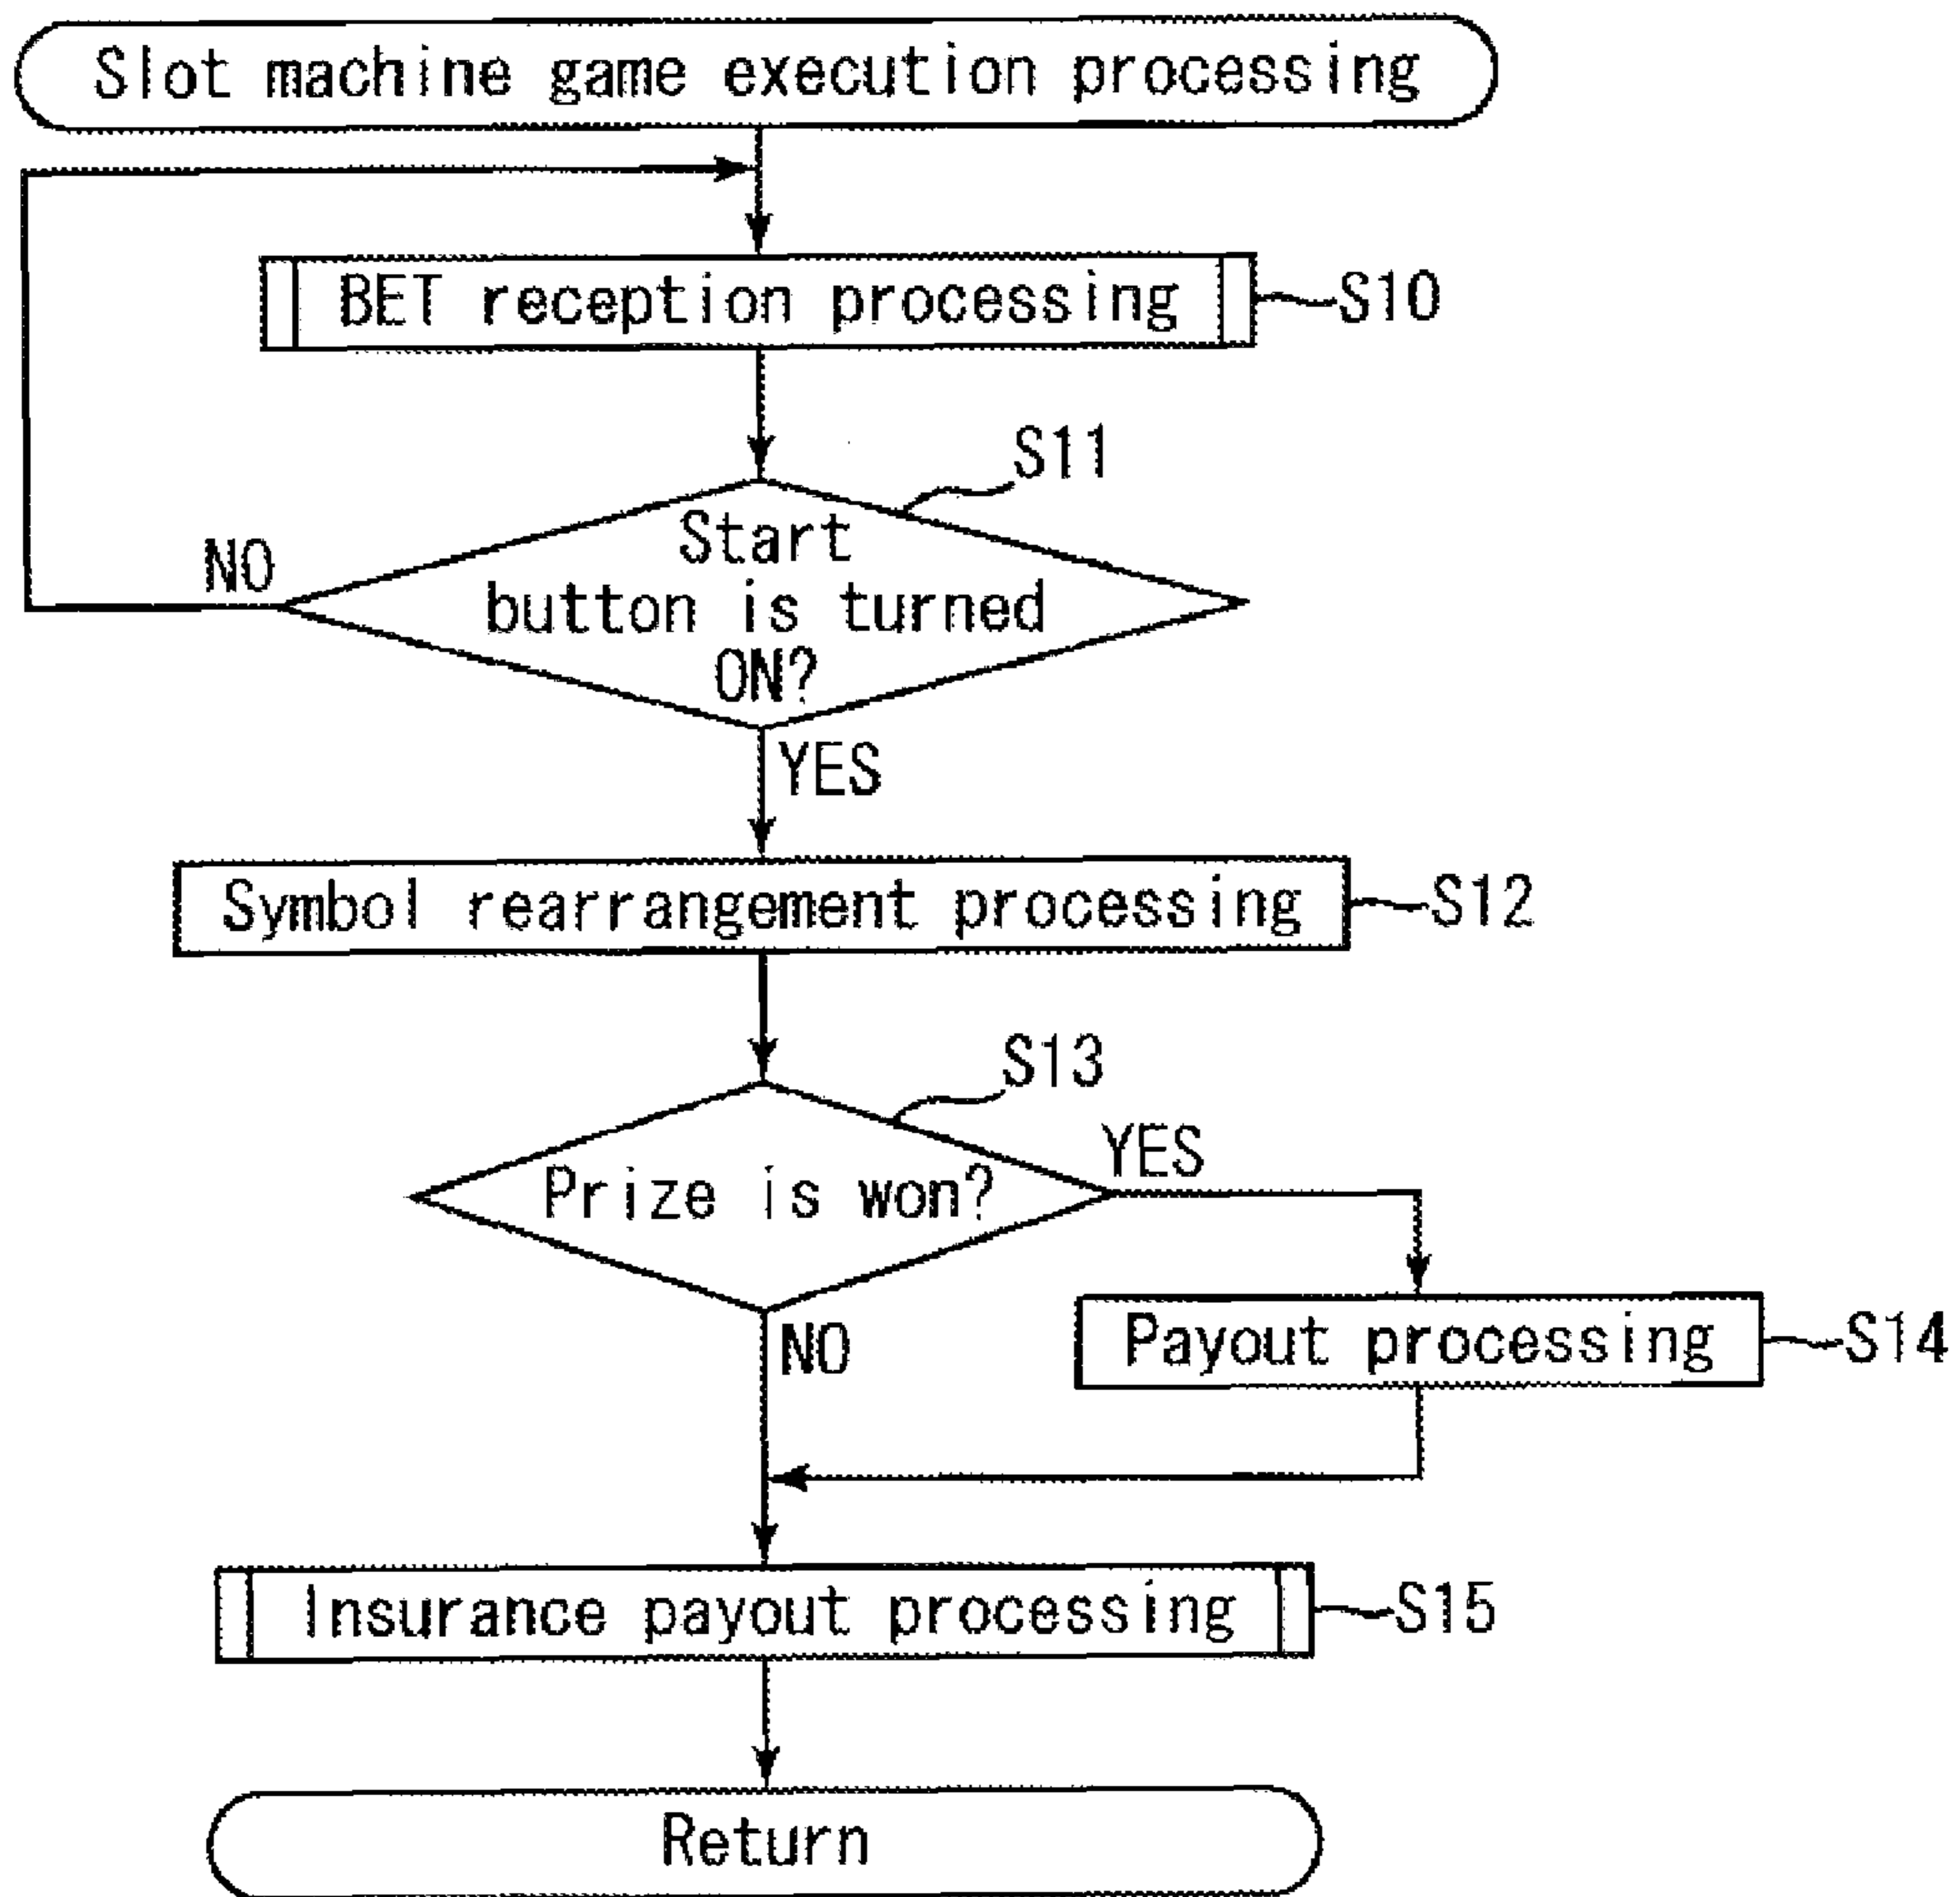 Slot machine game execution processing
BET reception processing
S10
S11
Start
button is turned
ON?
NO
YES
Symbol rearrangement processing
S12
S13
Prize is won?
YES
NO
Payout processing
S14
Insurance payout processing
S15
Return